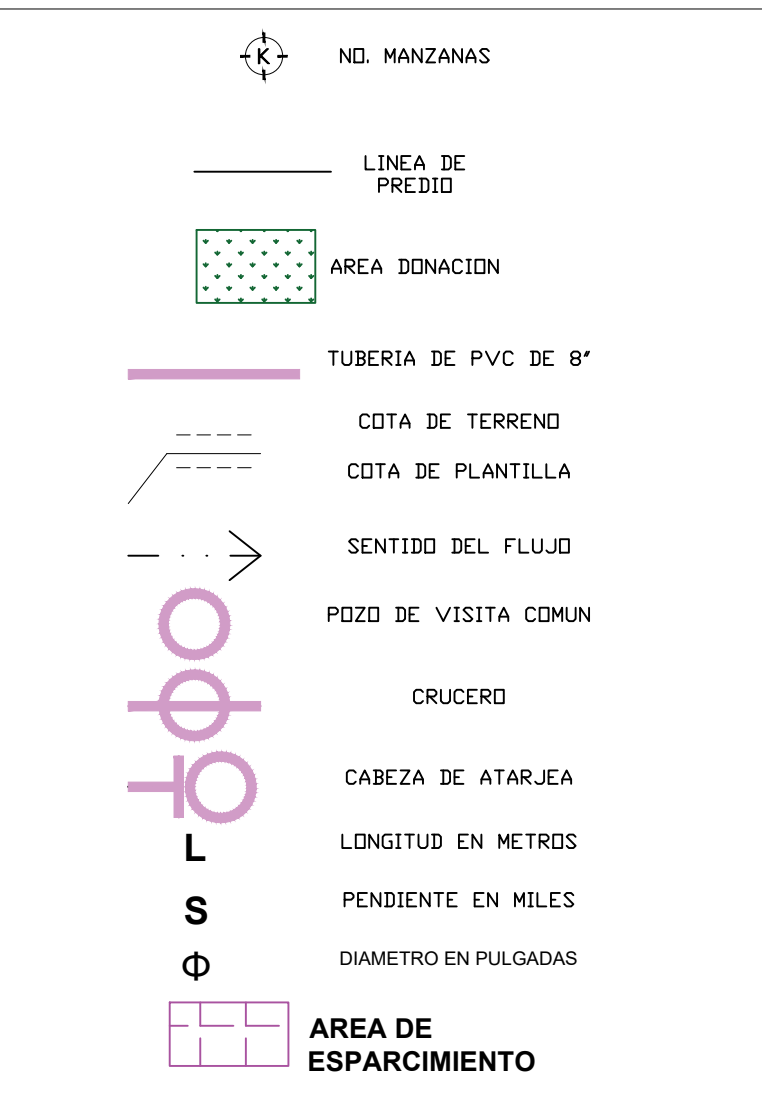 K NO. MANZANAS
LINEA DE
PREDIO
AREA DONACION
TUBERIA DE PVC DE 8"
COTA DE TERRENO
COTA DE PLANTILLA
SENTIDO DEL FLUJO
POZO DE VISITA COMUN
CRUCERO
CABEZA DE ATARJEA
L LONGITUD EN METROS
S PENDIENTE EN MILES
Φ DIAMETRO EN PULGADAS
AREA DE
ESPARCIMIENTO